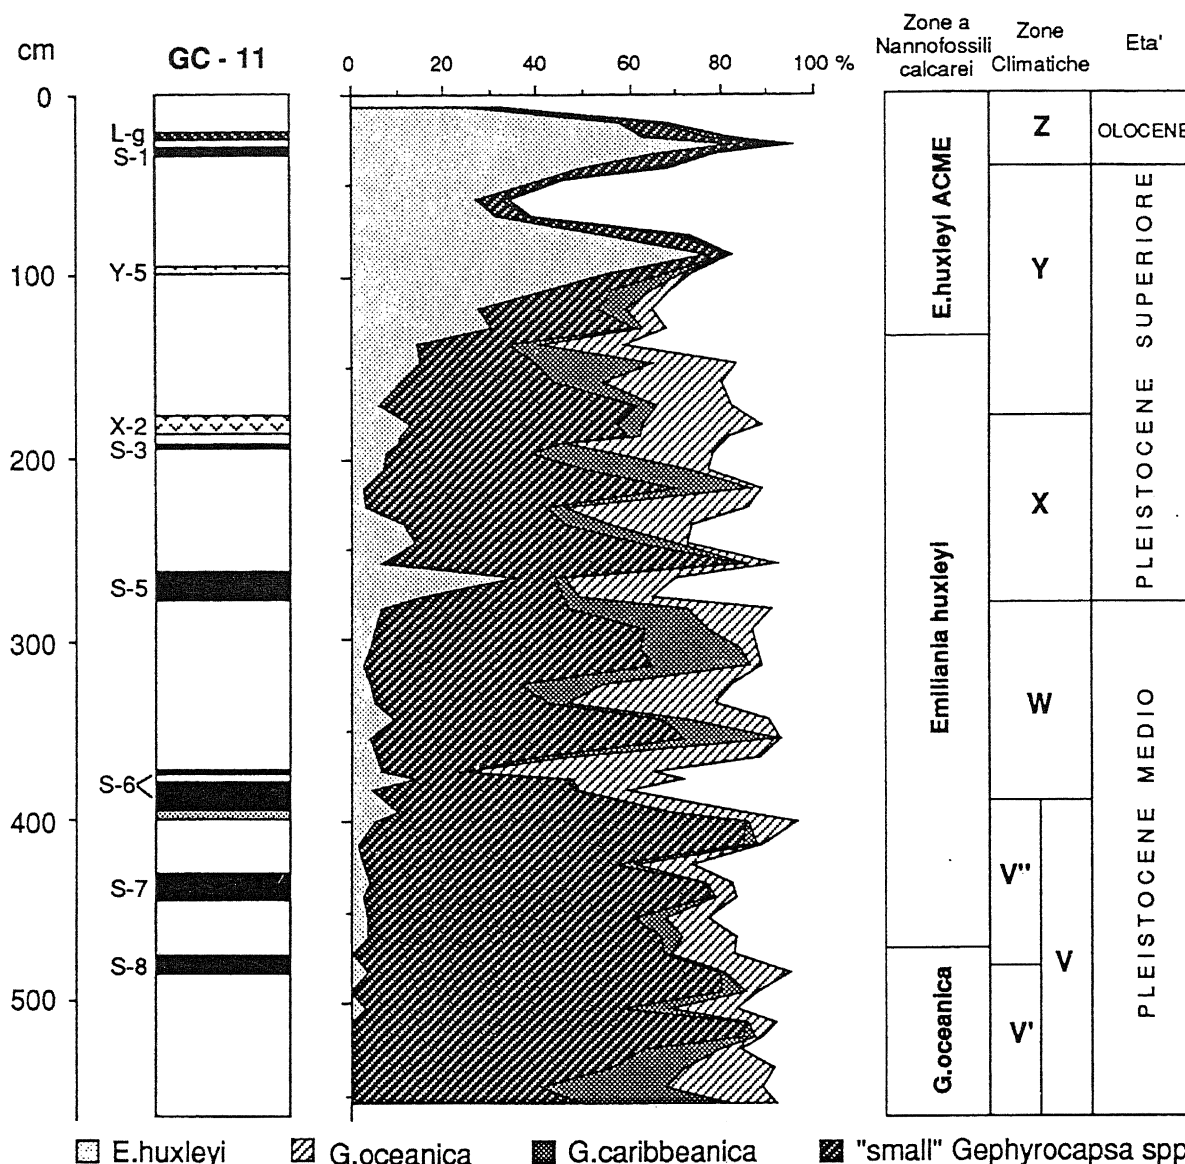 cm
GC - 11
0 20 40 60 80 100 %
Zone a
Nannofossili
calcarei
Zone
Climatiche
Eta'
0
100
200
300
400
500
L-g
S-1
Y-5
X-2
S-3
S-5
S-6
S-7
S-8
E.huxleyi ACME
Emiliania huxleyi
G.oceanica
Z
Y
X
W
V''
V'
V
OLOCENE
PLEISTOCENE SUPERIORE
PLEISTOCENE MEDIO
E.huxleyi G.oceanica G.caribbeanica "small" Gephyrocapsa spp